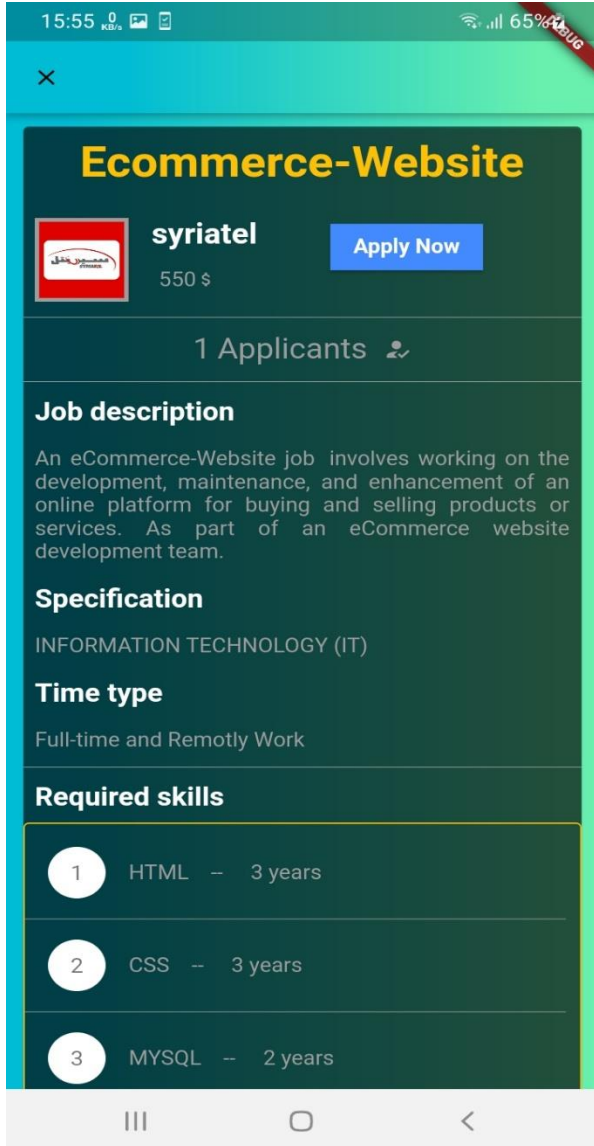 15:55 0 KB/s 65%
DEBUG
Ecommerce-Website
syriatel
Apply Now
550 $
1 Applicants
Job description
An eCommerce-Website job involves working on the
development, maintenance, and enhancement of an
online platform for buying and selling products or
services. As part of an eCommerce website
development team.
Specification
INFORMATION TECHNOLOGY (IT)
Time type
Full-time and Remotly Work
Required skills
1 HTML -- 3 years
2 CSS -- 3 years
3 MYSQL -- 2 years